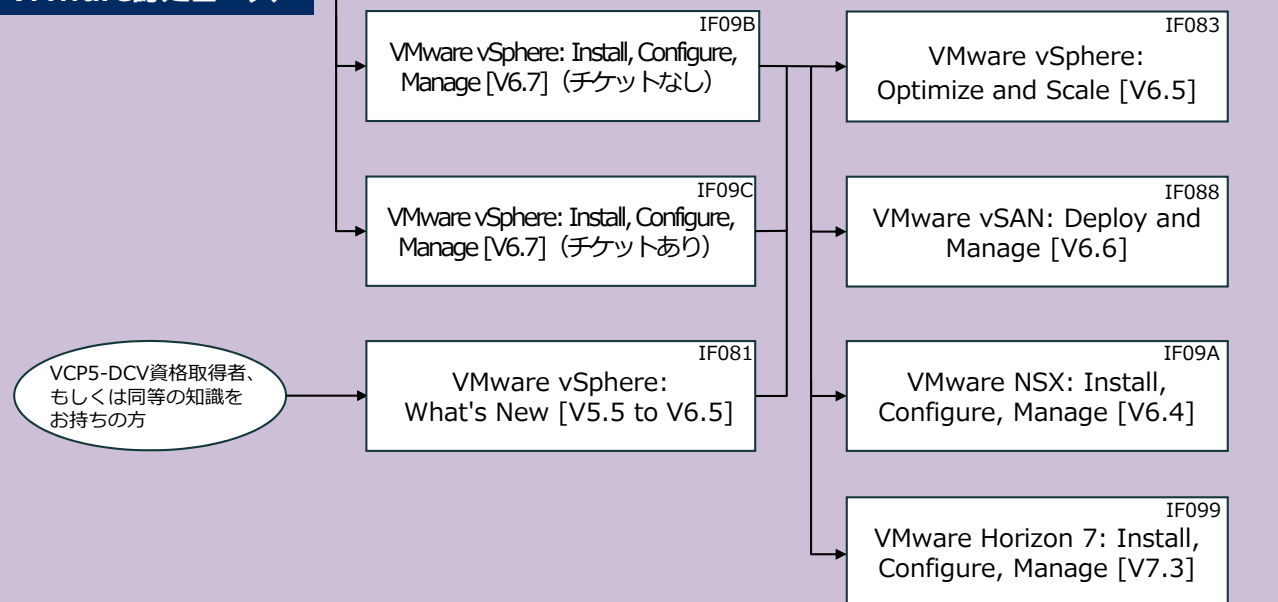 IF09B
VMware vSphere: Install, Configure,
Manage [V6.7]（チケットなし）
IF083
VMware vSphere:
Optimize and Scale [V6.5]
IF09C
VMware vSphere: Install, Configure,
Manage [V6.7]（チケットあり）
IF088
VMware vSAN: Deploy and
Manage [V6.6]
VCP5-DCV資格取得者、
もしくは同等の知識を
お持ちの方
IF081
VMware vSphere:
What's New [V5.5 to V6.5]
IF09A
VMware NSX: Install,
Configure, Manage [V6.4]
IF099
VMware Horizon 7: Install,
Configure, Manage [V7.3]